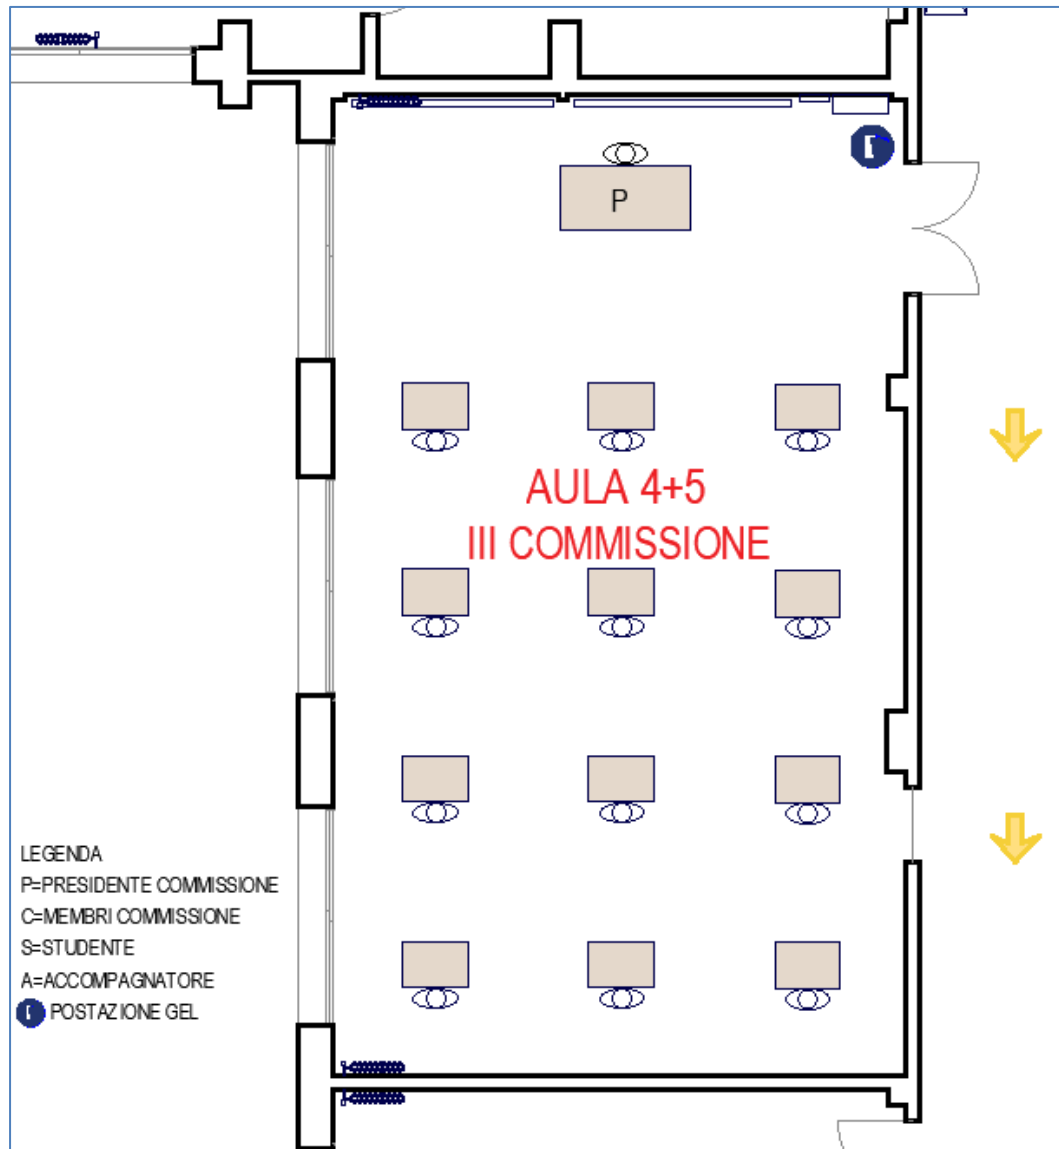 P
AULA 4+5
III COMMISSIONE
LEGENDA
P=PRESIDENTE COMMISSIONE
C=MEMBRI COMMISSIONE
S=STUDENTE
A=ACCOMPAGNATORE
POSTAZIONE GEL